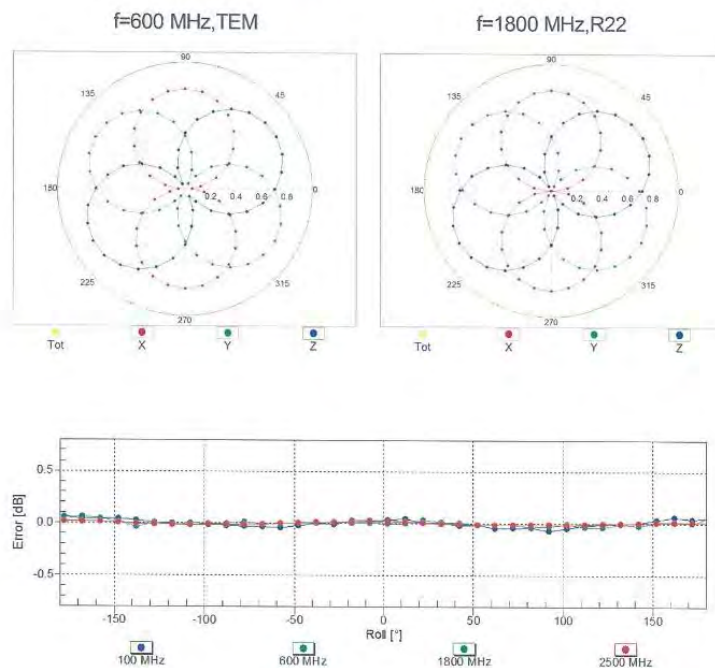 f=600 MHz,TEM
f=1800 MHz,R22
90
135
45
180
0.2 0.4 0.6 0.8
0
225
315
270
Tot X Y Z
90
135
45
180
0.2 0.4 0.6 0.8
0
225
315
270
Tot X Y Z
Error [dB]
0.5
0.0
-0.5
-150 -100 -50 0 50 100 150
Roll [°]
100 MHz 600 MHz 1800 MHz 2500 MHz